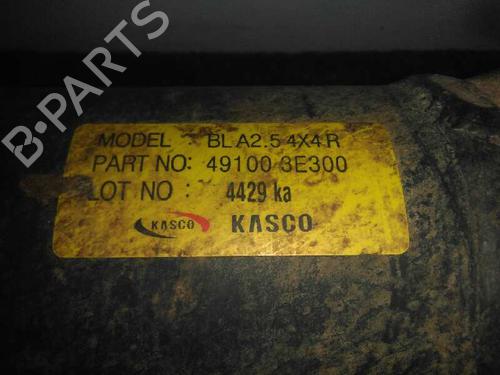 MODEL BL A2.5 4X4 R
PART NO: 49100 3E300
LOT NO : 4429 ka
KASCO KASCO
B-PARTS